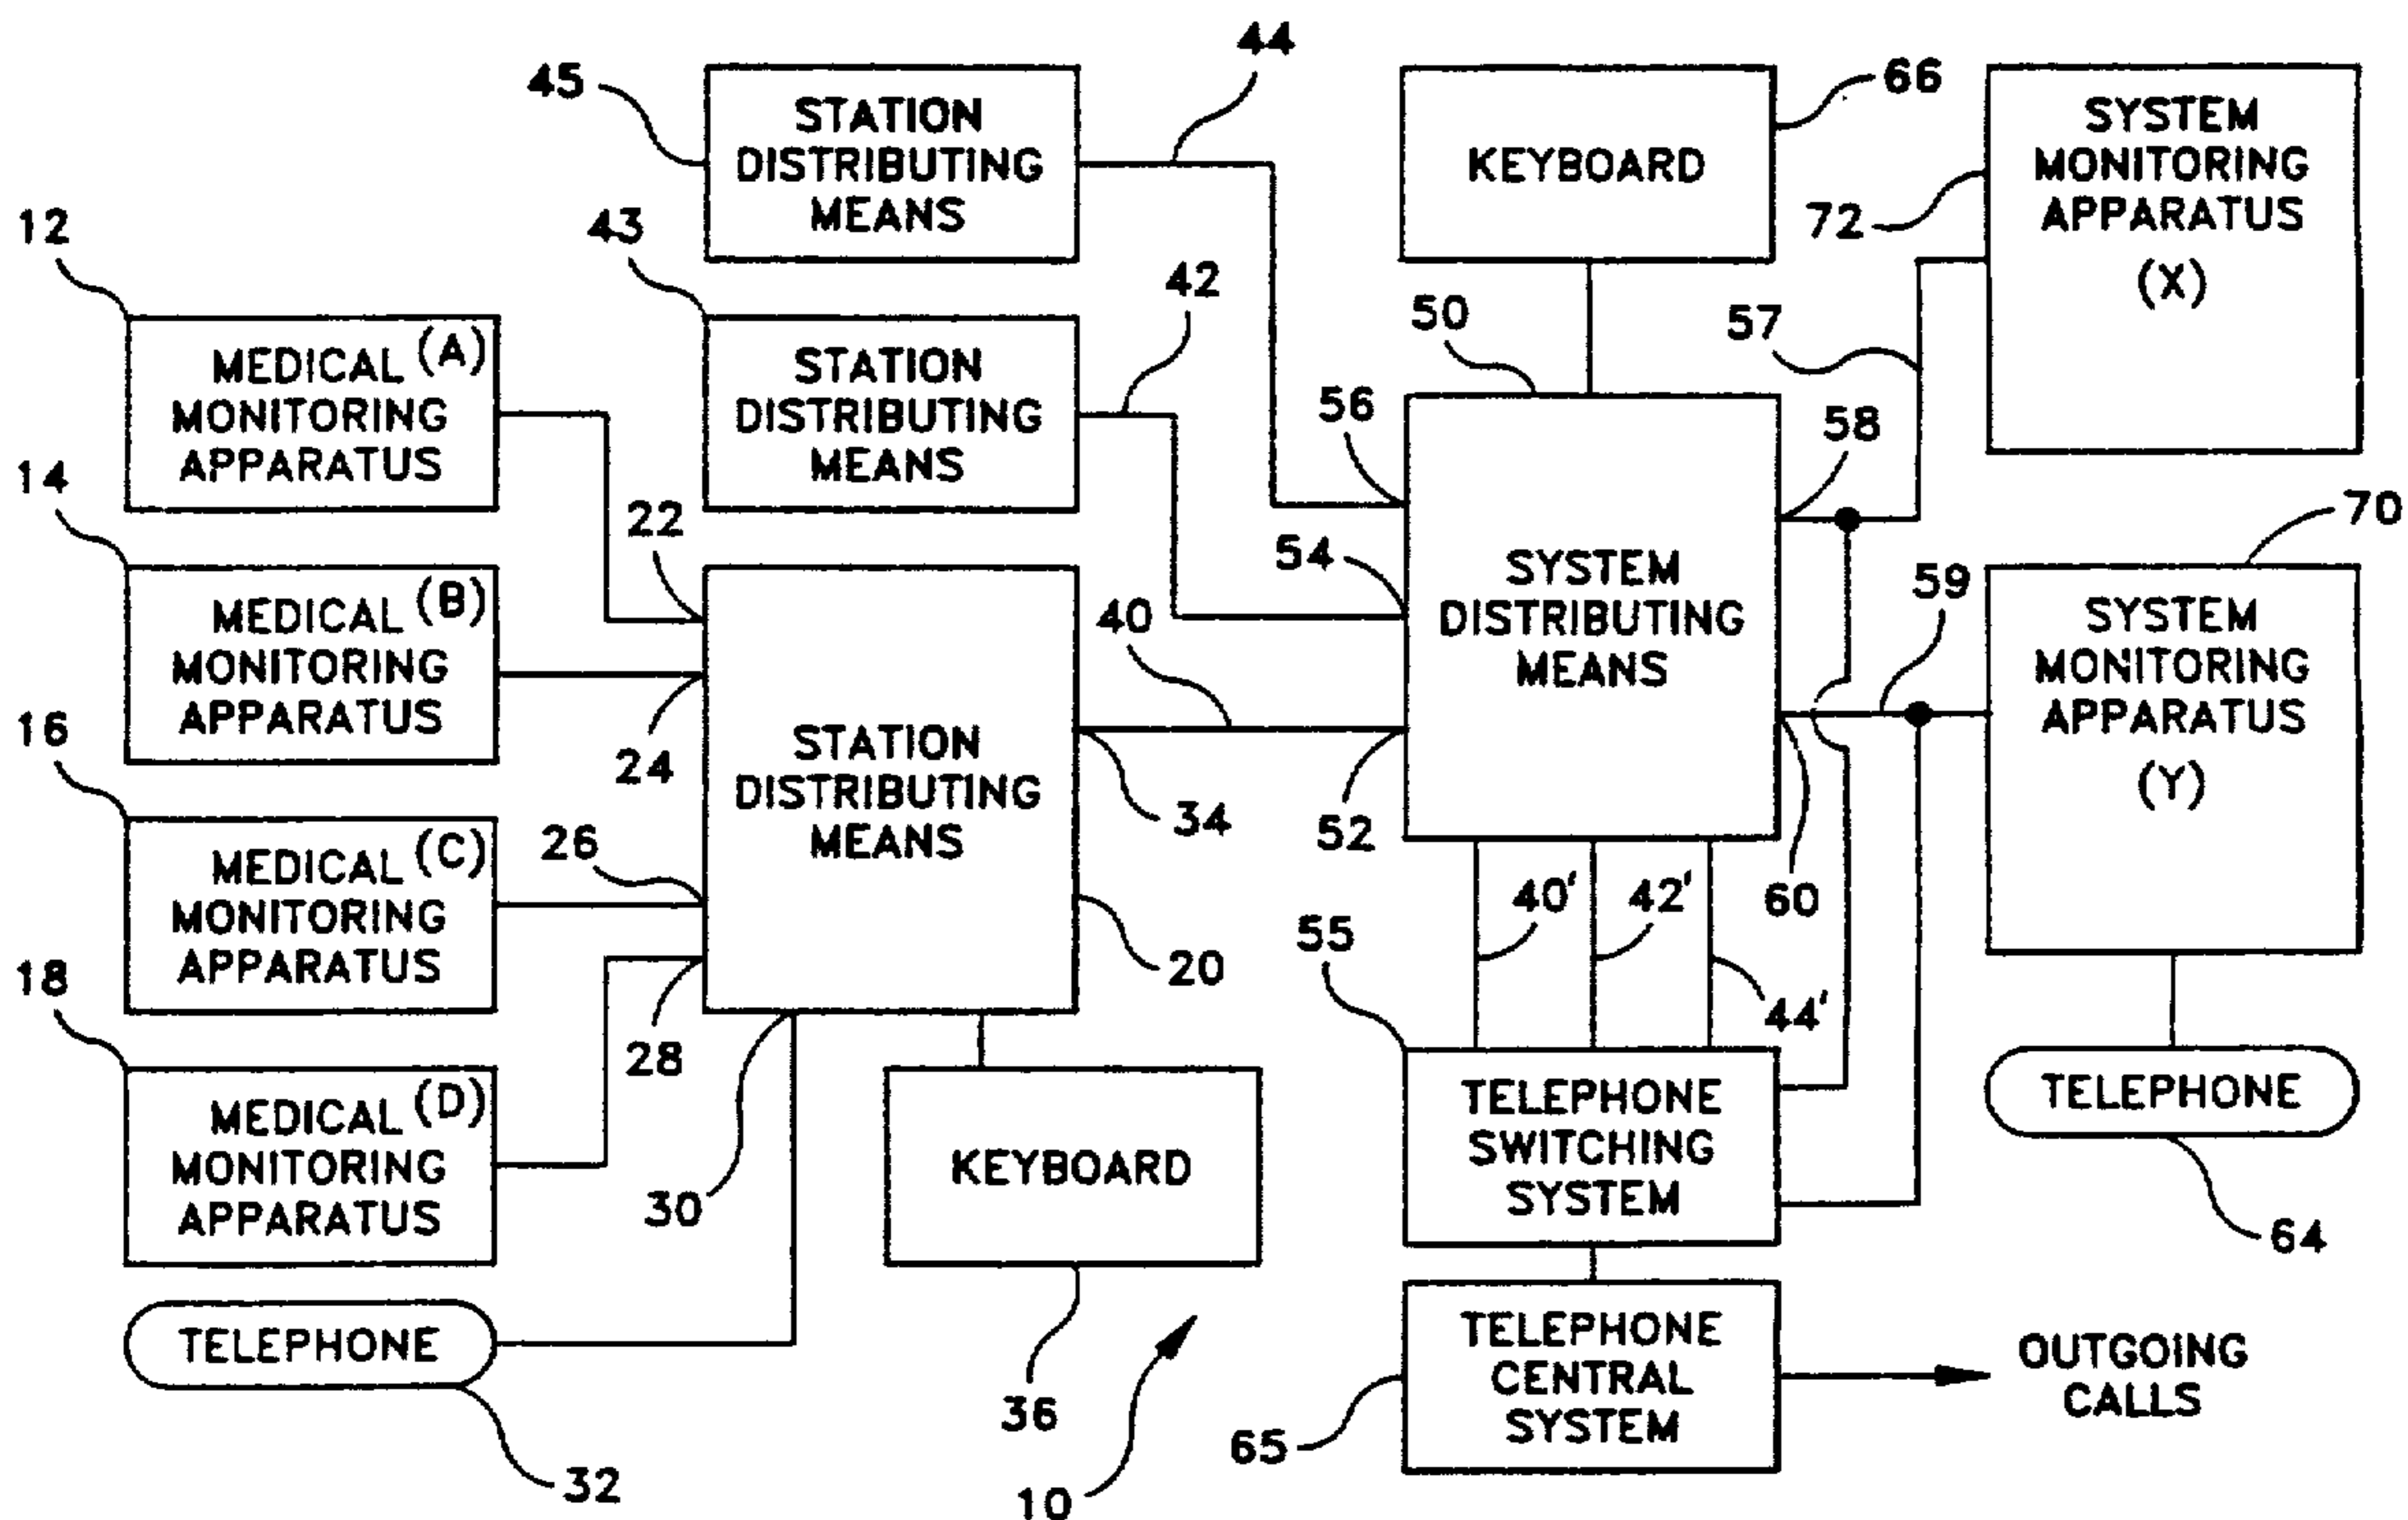 44
45
STATION
DISTRIBUTING
MEANS
KEYBOARD
66
SYSTEM
MONITORING
APPARATUS
(X)
72
12
43
42
50
57
MEDICAL (A)
MONITORING
APPARATUS
STATION
DISTRIBUTING
MEANS
56
58
14
22
54
70
MEDICAL (B)
MONITORING
APPARATUS
24
40
SYSTEM
DISTRIBUTING
MEANS
59
SYSTEM
MONITORING
APPARATUS
(Y)
16
STATION
DISTRIBUTING
MEANS
34
52
60
MEDICAL (C)
MONITORING
APPARATUS
26
20
40'
42'
44'
55
18
28
MEDICAL (D)
MONITORING
APPARATUS
30
KEYBOARD
TELEPHONE
SWITCHING
SYSTEM
TELEPHONE
64
TELEPHONE
32
36
10
65
TELEPHONE
CENTRAL
SYSTEM
OUTGOING
CALLS